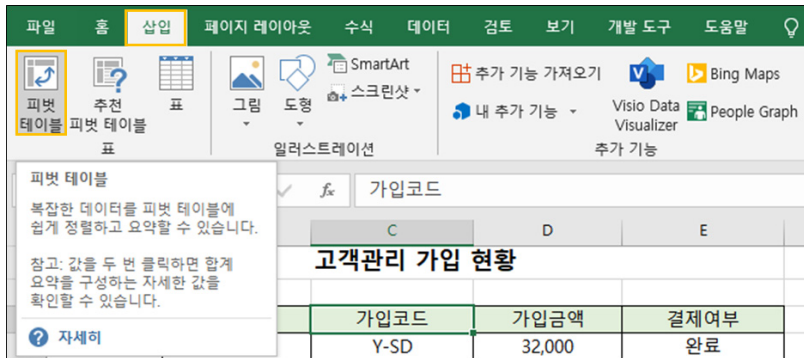 파일 홈 삽입 페이지 레이아웃 수식 데이터 검토 보기 개발 도구 도움말
피벗
테이블
추천
피벗 테이블
표
표
그림
도형
SmartArt
스크린샷
일러스트레이션
추가 기능 가져오기
내 추가 기능
Visio Data
Visualizer
Bing Maps
People Graph
추가 기능
피벗 테이블
복잡한 데이터를 피벗 테이블에
쉽게 정렬하고 요약할 수 있습니다.
참고: 값을 두 번 클릭하면 합계
요약을 구성하는 자세한 값을
확인할 수 있습니다.
자세히
fx 가입코드
C D E
고객관리 가입 현황
가입코드 가입금액 결제여부
Y-SD 32,000 완료